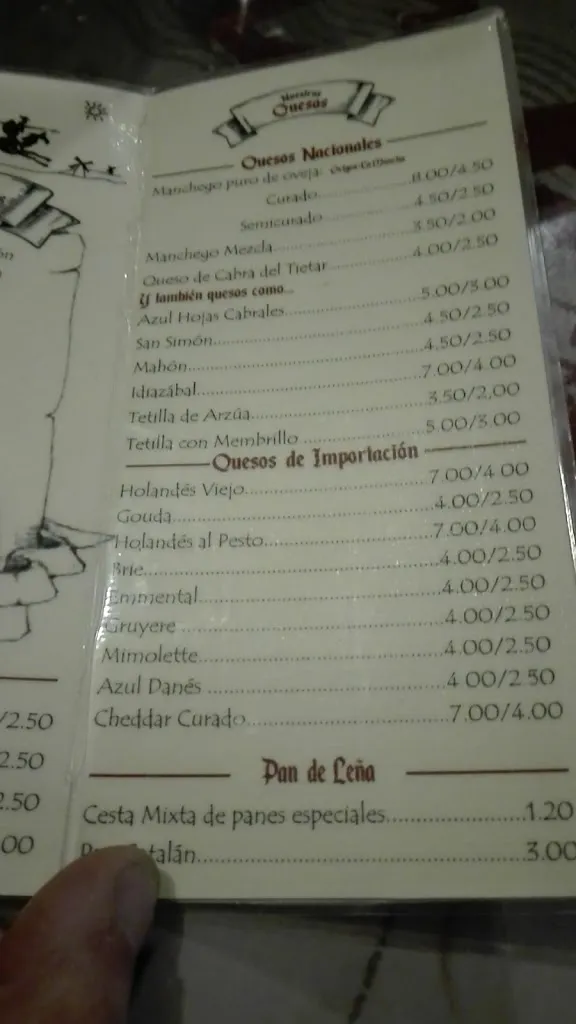 Nuestros
Quesos
Quesos Nacionales
Manchego puro de oveja
Curado 8.00/4.50
Semicurado 4.50/2.50
Manchego Mezcla 3.50/2.00
Queso de Cabra del Tietar 4.00/2.50
Y también quesos como...
Azul Hojas Cabrales 5.00/3.00
San Simón 4.50/2.50
Mahón 4.50/2.50
Idiazábal 7.00/4.00
Tetilla de Arzúa 3.50/2.00
Tetilla con Membrillo 5.00/3.00
Quesos de Importación
Holandés Viejo 7.00/4.00
Gouda 4.00/2.50
Holandés al Pesto 7.00/4.00
Brie 4.00/2.50
Emmental 4.00/2.50
Gruyere 4.00/2.50
Mimolette 4.00/2.50
Azul Danés 4.00/2.50
Cheddar Curado 7.00/4.00
Pan de Leña
Cesta Mixta de panes especiales 1.20
talán 3.00
/2.50
2.50
2.50
00